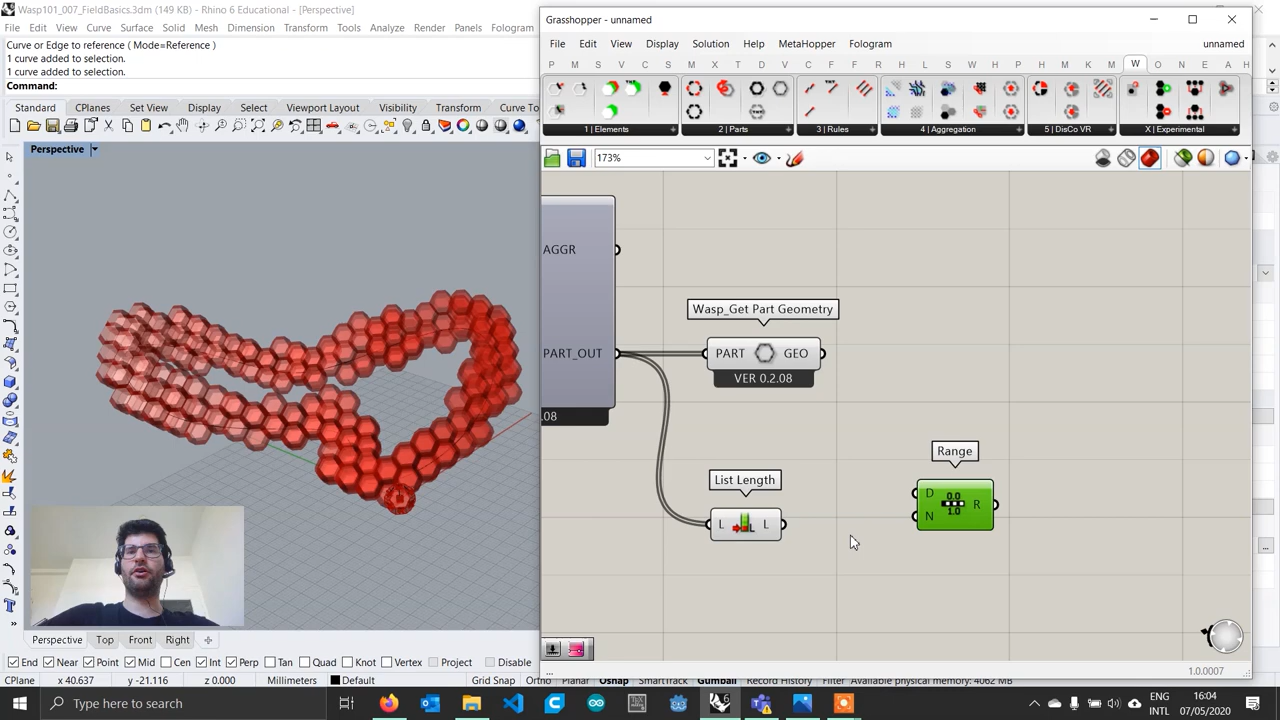 Wasp101_007_FieldBasics.3dm (149 KB) - Rhino 6 Educational - [Perspective]
File Edit View Curve Surface Solid Mesh Dimension Transform Tools Analyze Render Panels Fologram
Curve or Edge to reference ( Mode=Reference )
1 curve added to selection.
1 curve added to selection.
Command:
Standard CPlanes Set View Display Select Viewport Layout Visibility Transform Curve To
Perspective
Grasshopper - unnamed
File Edit View Display Solution Help MetaHopper Fologram unnamed
P M S V C S M S X T D V C F R H L S W M D H M K M W O E A H
1 | Elements 2 | Parts 3 | Rules 4 | Aggregation 5 | DisCo VR X | Experimental
173%
AGGR
PART_OUT
.08
Wasp_Get Part Geometry
PART GEO
VER 0.2.08
List Length
L L
Range
D
N
R
0.0
1.0
...
1.0.0007
Perspective Top Front Right
End Near Point Mid Cen Int Perp Tan Quad Knot Vertex Project Disable
CPlane x 40.637 y -21.116 z 0.000 Millimeters Default Grid Snap Ortho Planar Osnap SmartTrack Gumball Record History Filter Available physical memory: 4062 MB
Type here to search
ENG
INTL
16:04
07/05/2020